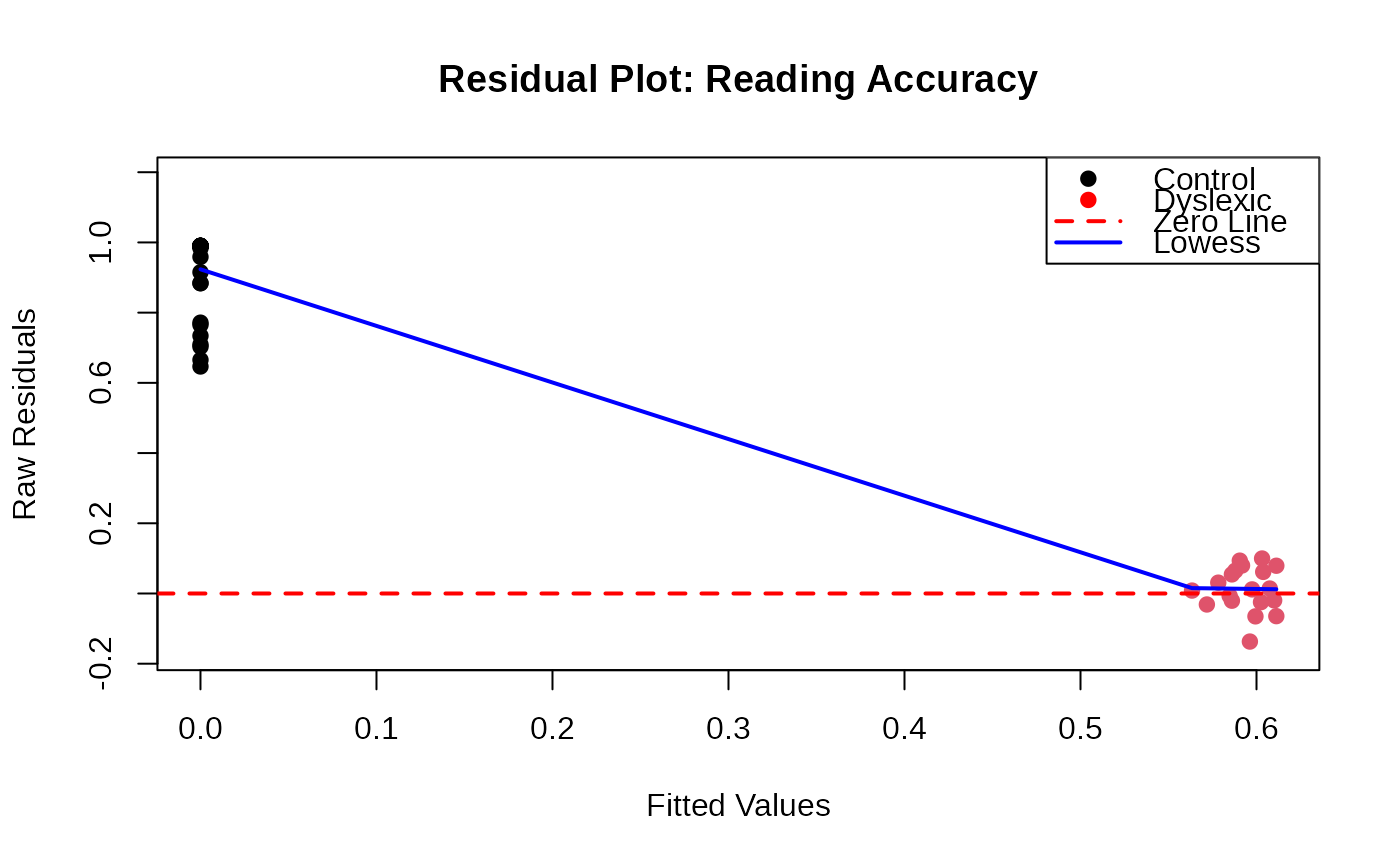 Residual Plot: Reading Accuracy
Control
Dyslexic
Zero Line
Lowess
Raw Residuals
1.0
0.6
0.2
-0.2
0.0 0.1 0.2 0.3 0.4 0.5 0.6
Fitted Values